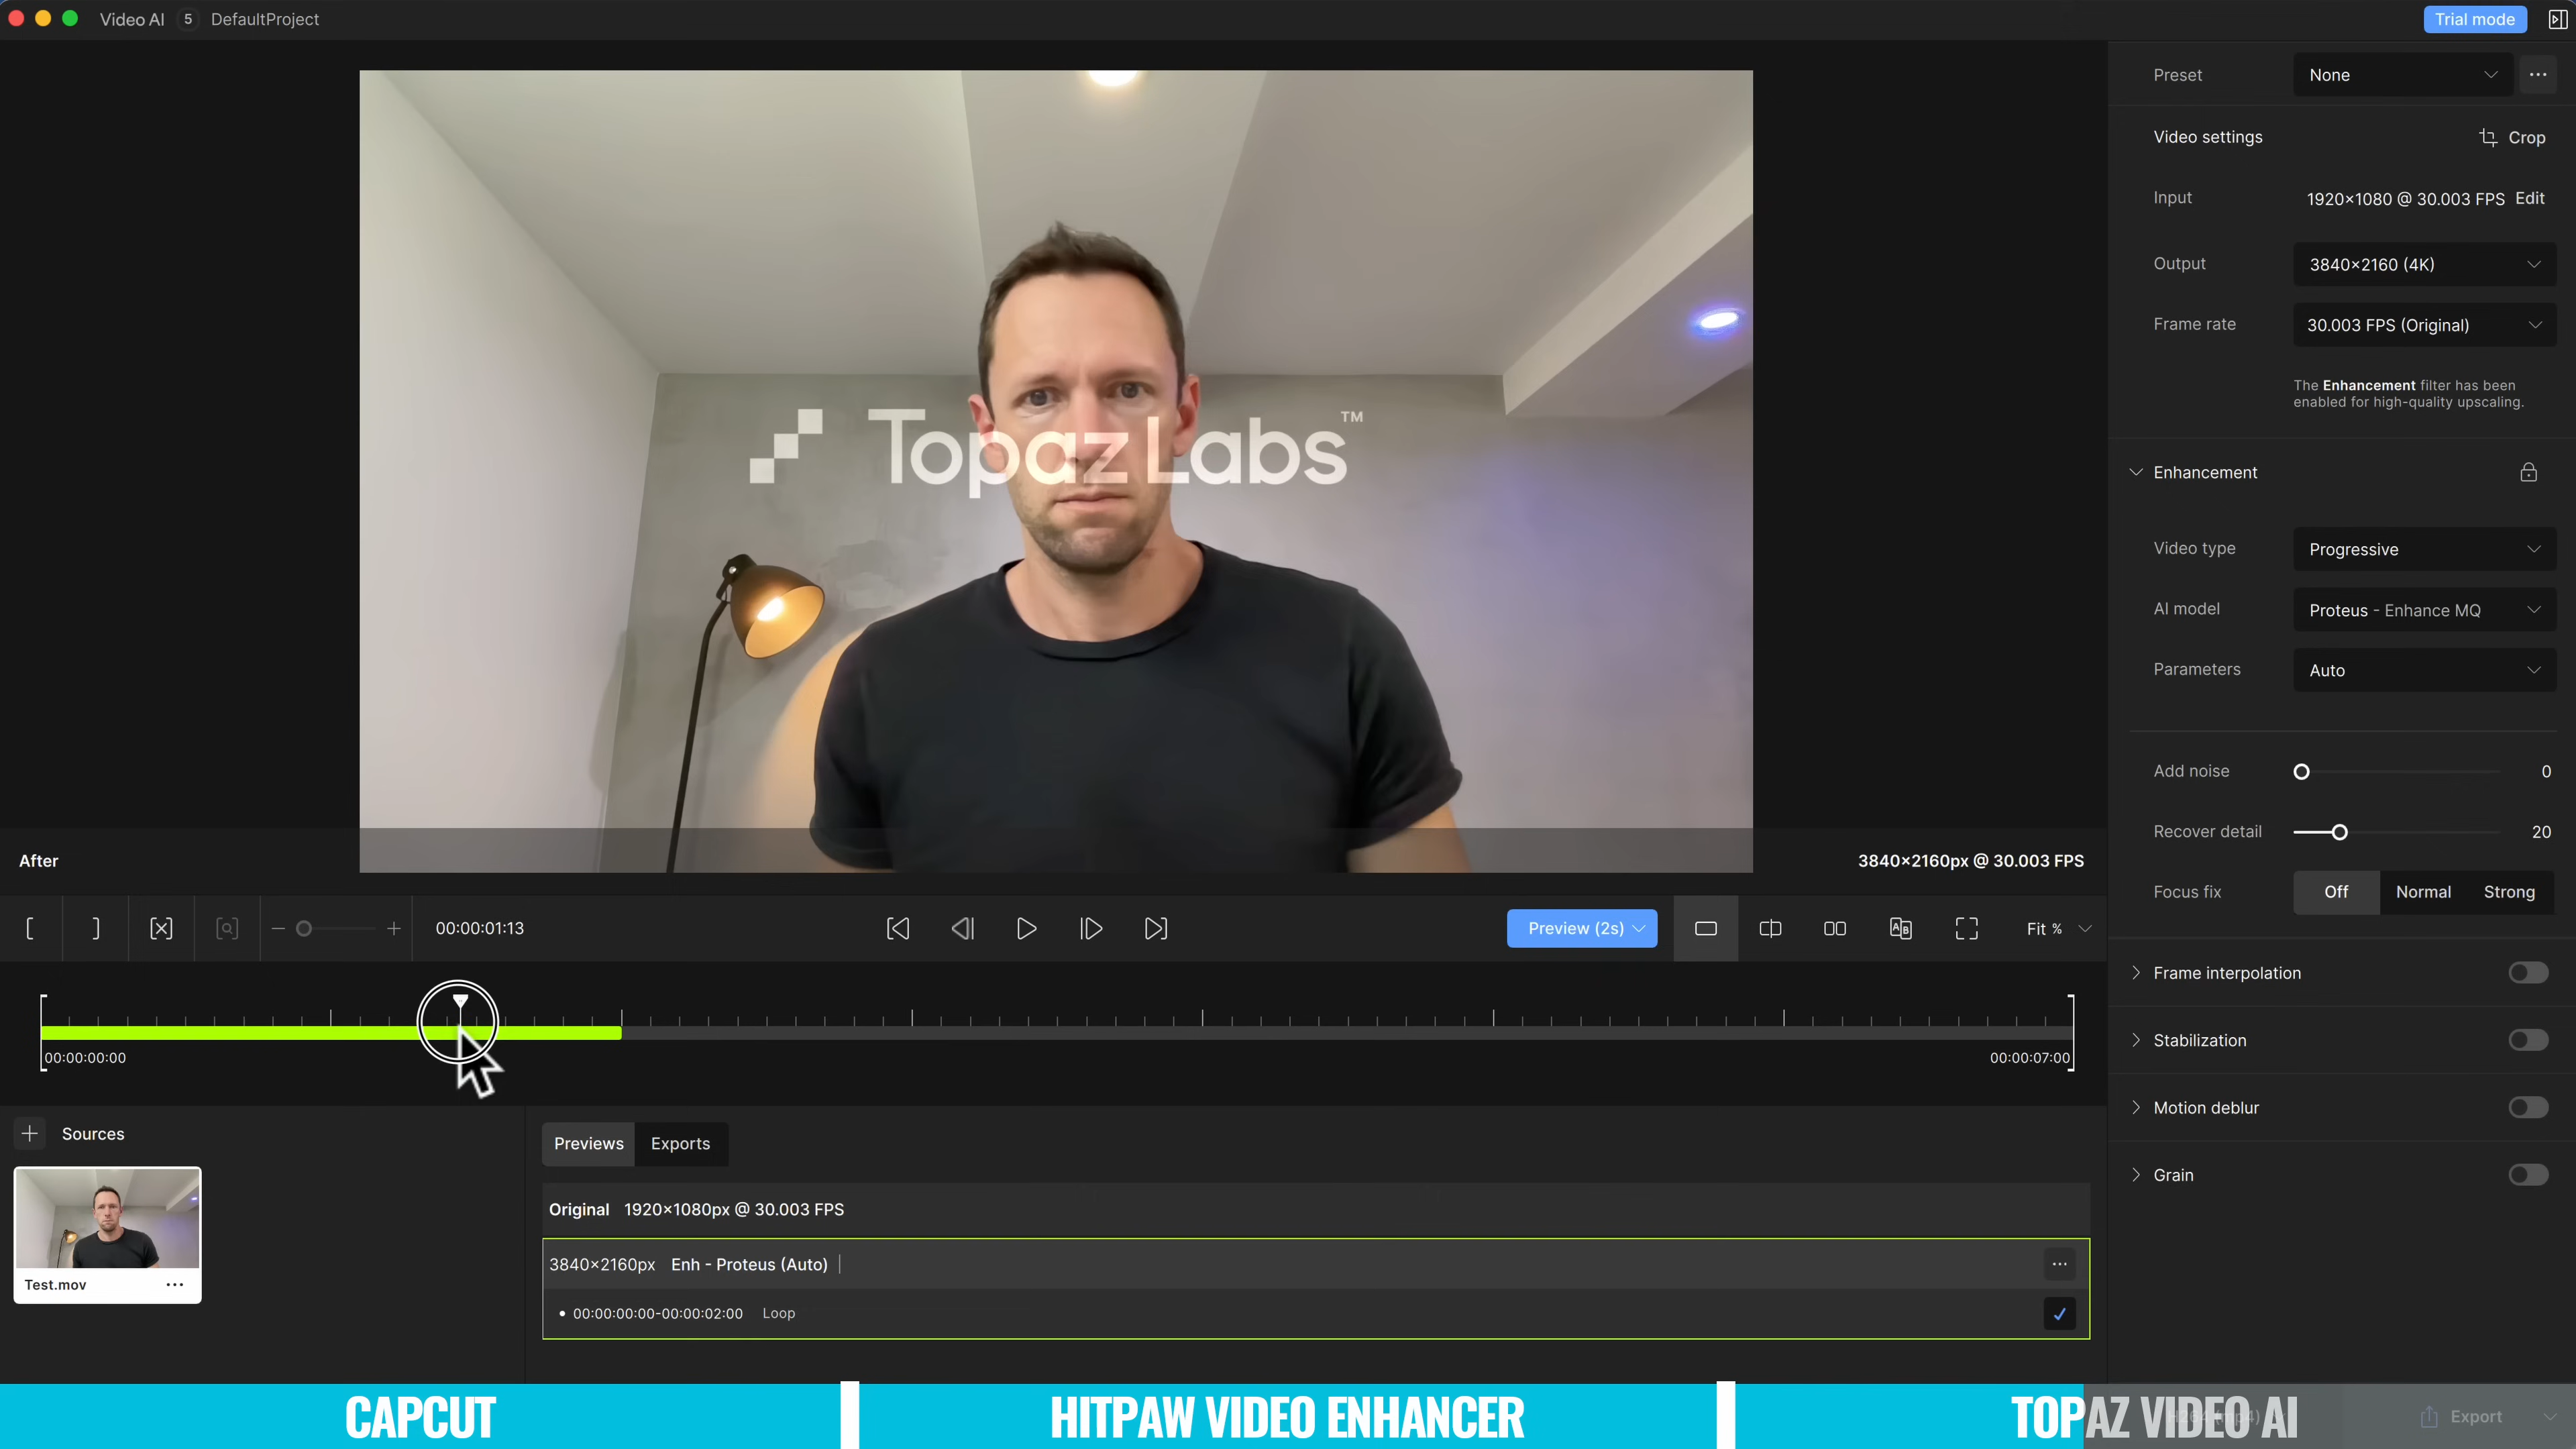 Video AI 5 DefaultProject
Trial mode
Preset None
Video settings Crop
Input 1920×1080 @ 30.003 FPS Edit
Output 3840×2160 (4K)
Frame rate 30.003 FPS (Original)
The Enhancement filter has been
enabled for high-quality upscaling.
Enhancement
Video type Progressive
AI model Proteus - Enhance MQ
Parameters Auto
Add noise 0
Recover detail 20
Focus fix Off Normal Strong
Frame interpolation
Stabilization
Motion deblur
Grain
Topaz Labs™
After
3840×2160px @ 30.003 FPS
00:00:01:13
Preview (2s)
Fit %
00:00:00:00
00:00:07:00
Sources
Test.mov
Previews Exports
Original 1920×1080px @ 30.003 FPS
3840×2160px Enh - Proteus (Auto)
00:00:00:00-00:00:02:00 Loop
CAPCUT
HITPAW VIDEO ENHANCER
TOPAZ VIDEO AI
Export